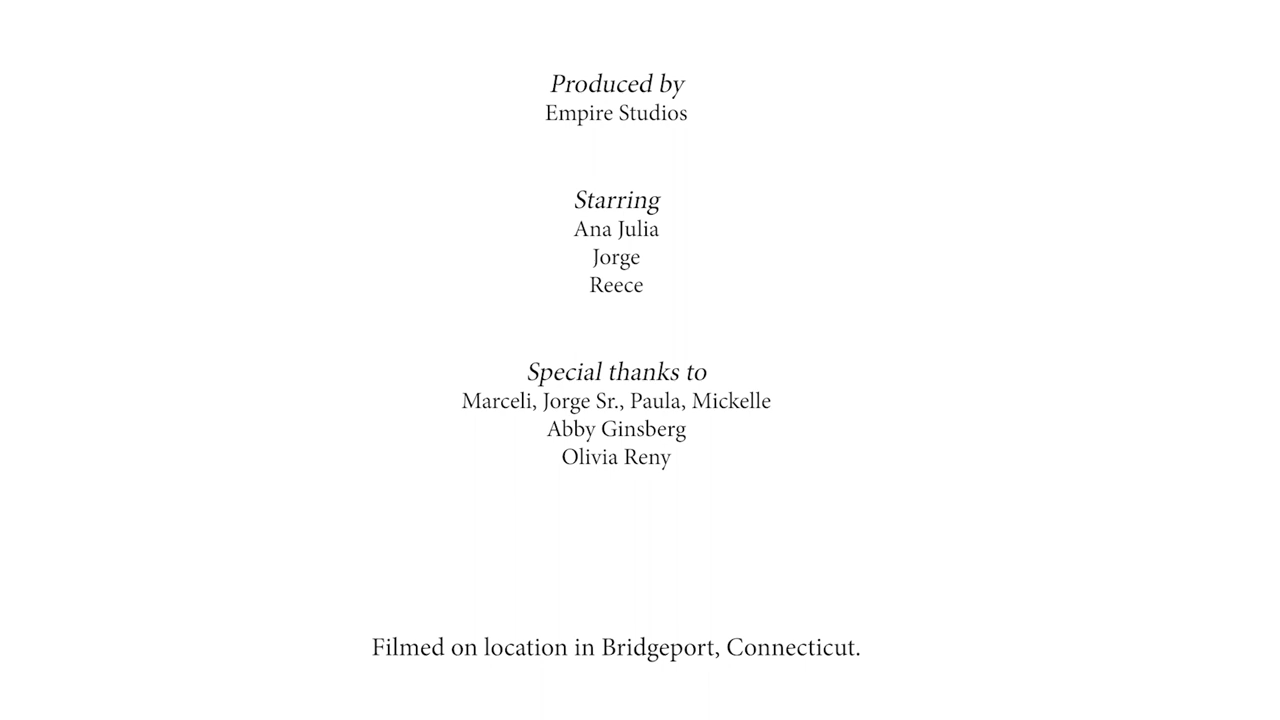 Produced by
Empire Studios
Starring
Ana Julia
Jorge
Reece
Special thanks to
Marceli, Jorge Sr., Paula, Mickelle
Abby Ginsberg
Olivia Reny
Filmed on location in Bridgeport, Connecticut.